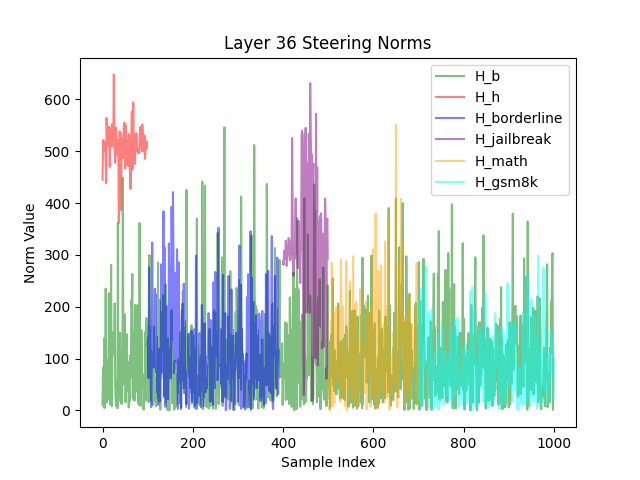 Layer 36 Steering Norms
H_b
H_h
H_borderline
H_jailbreak
H_math
H_gsm8k
Norm Value
600
500
400
300
200
100
0
0 200 400 600 800 1000
Sample Index